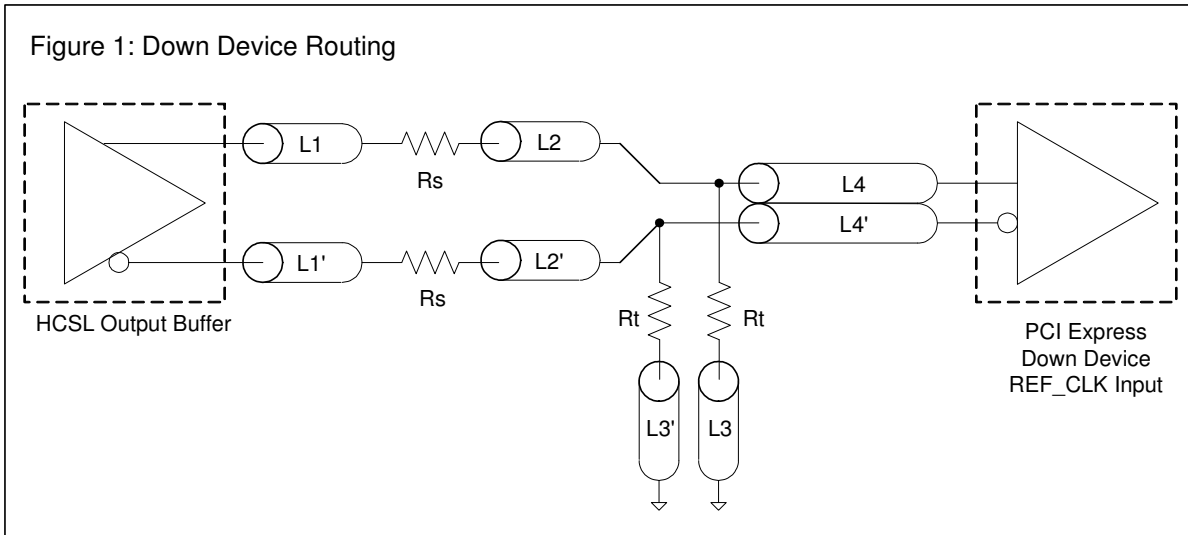 Figure 1: Down Device Routing
L1
Rs
L2
L4
L4'
L1'
Rs
L2'
HCSL Output Buffer
Rt
Rt
L3'
L3
PCI Express
Down Device
REF_CLK Input